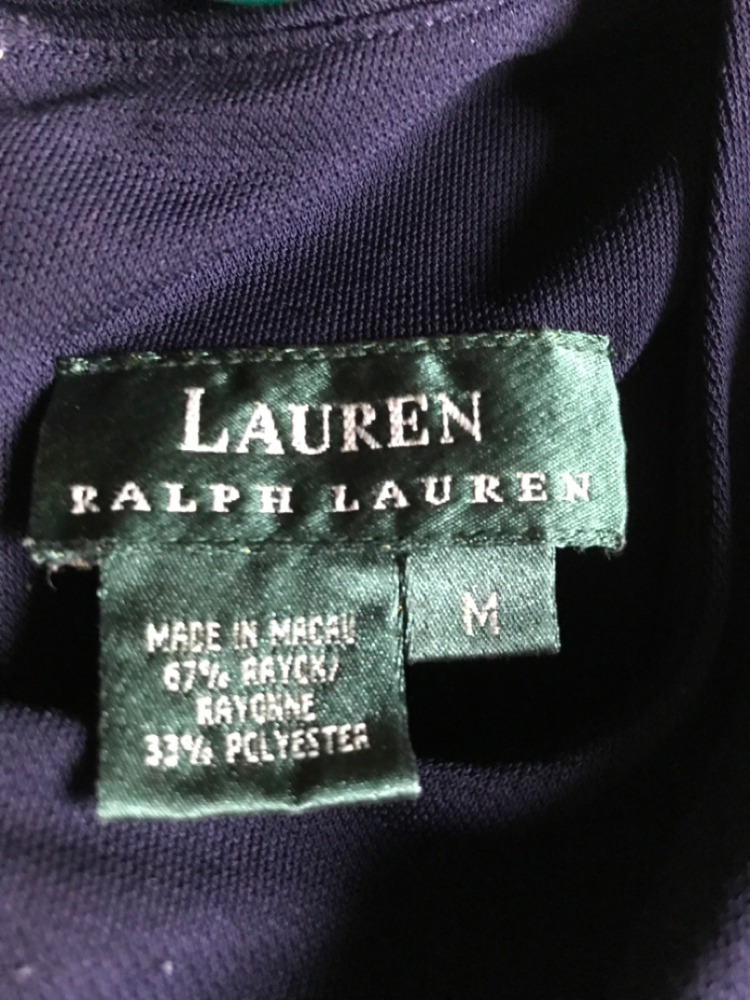 LAUREN
RALPH LAUREN
M
MADE IN MACAU
67% RAYON/
RAYONNE
33% POLYESTER